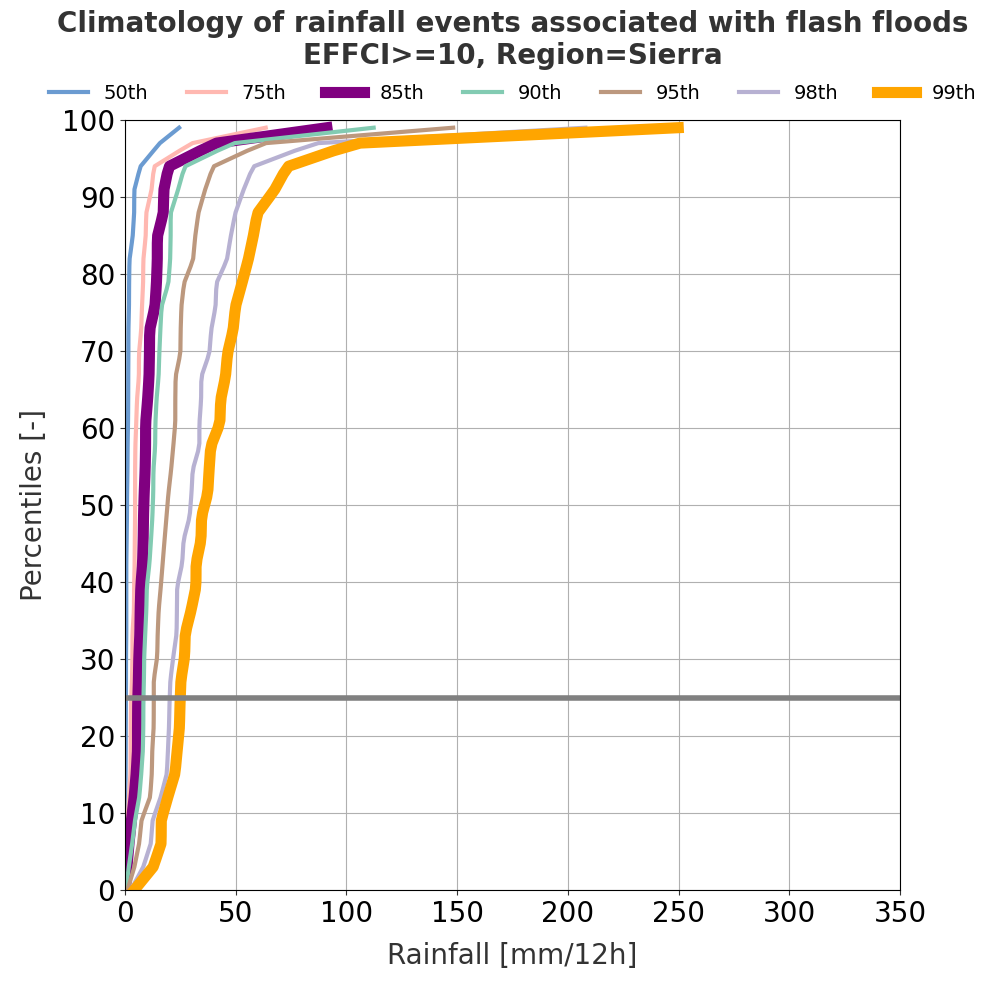 Climatology of rainfall events associated with flash floods
EFFCI>=10, Region=Sierra
50th 75th 85th 90th 95th 98th 99th
100
90
80
70
60
50
40
30
20
10
0
Percentiles [-]
0 50 100 150 200 250 300 350
Rainfall [mm/12h]